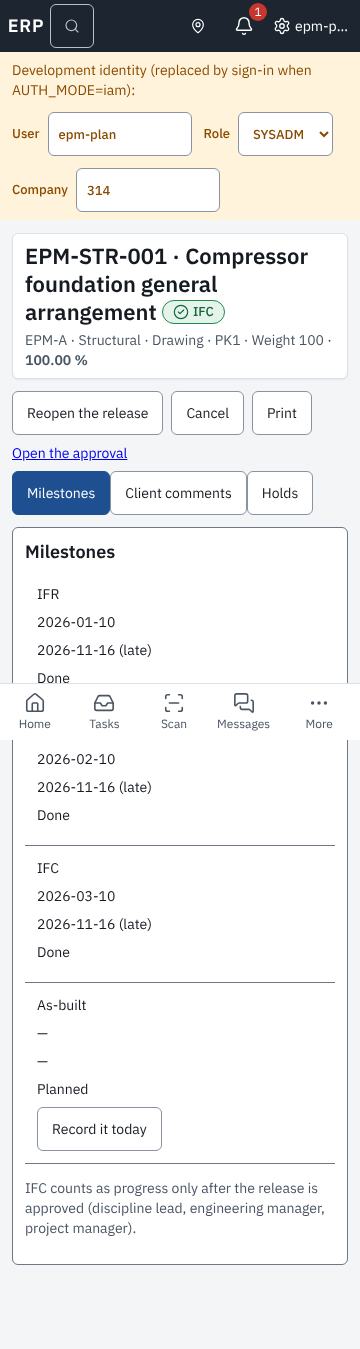 ERP
1
epm-p...
Development identity (replaced by sign-in when
AUTH_MODE=iam):
User epm-plan Role SYSADM
Company 314
EPM-STR-001 · Compressor
foundation general
arrangement IFC
EPM-A · Structural · Drawing · PK1 · Weight 100 ·
100.00 %
Reopen the release Cancel Print
Open the approval
Milestones Client comments Holds
Milestones
IFR
2026-01-10
2026-11-16 (late)
Done
Home Tasks Scan Messages More
2026-02-10
2026-11-16 (late)
Done
IFC
2026-03-10
2026-11-16 (late)
Done
As-built
—
—
Planned
Record it today
IFC counts as progress only after the release is
approved (discipline lead, engineering manager,
project manager).